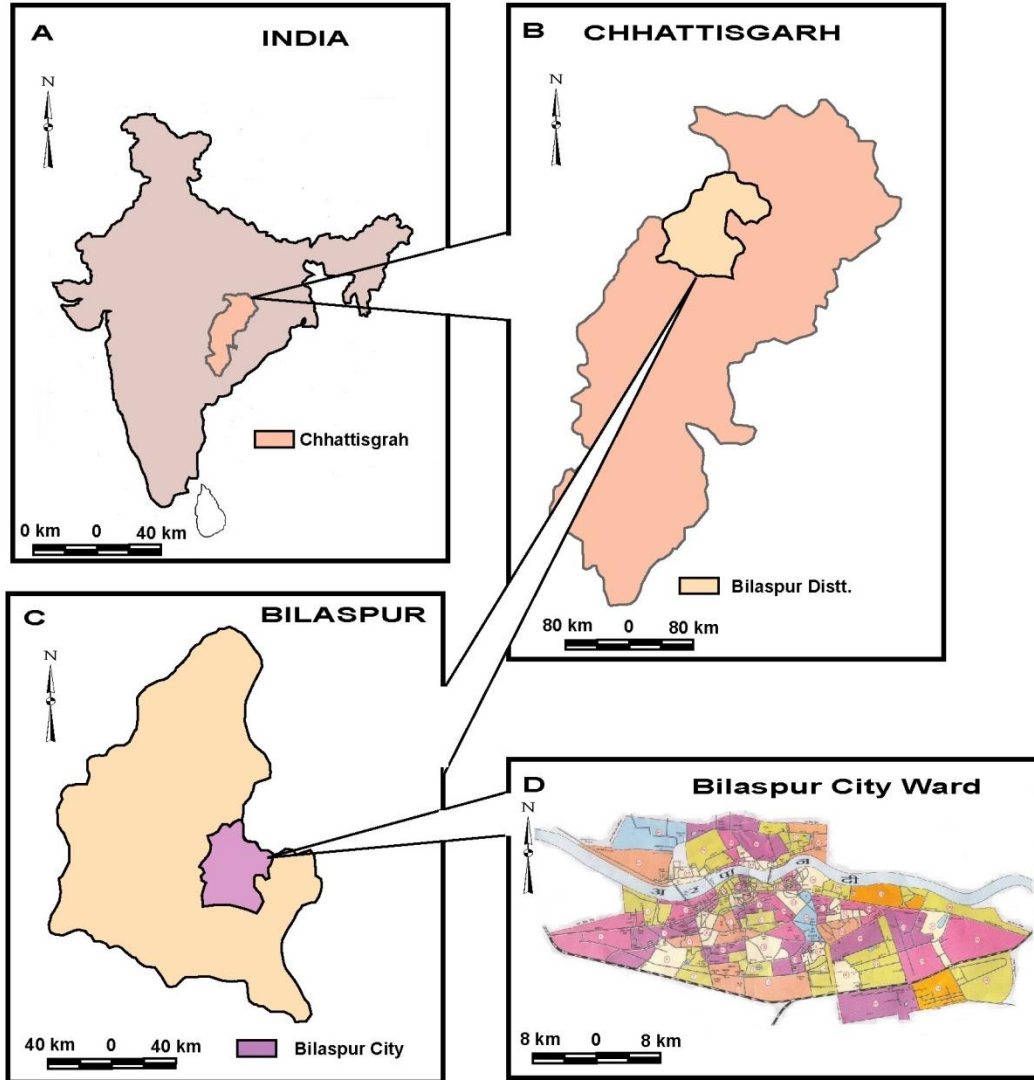 A
INDIA
N
Chhattisgrah
0 km 0 40 km
B
CHHATTISGARH
N
Bilaspur Distt.
80 km 0 80 km
C
BILASPUR
N
Bilaspur City
40 km 0 40 km
D
Bilaspur City Ward
N
अ र पा न दी
8 km 0 8 km